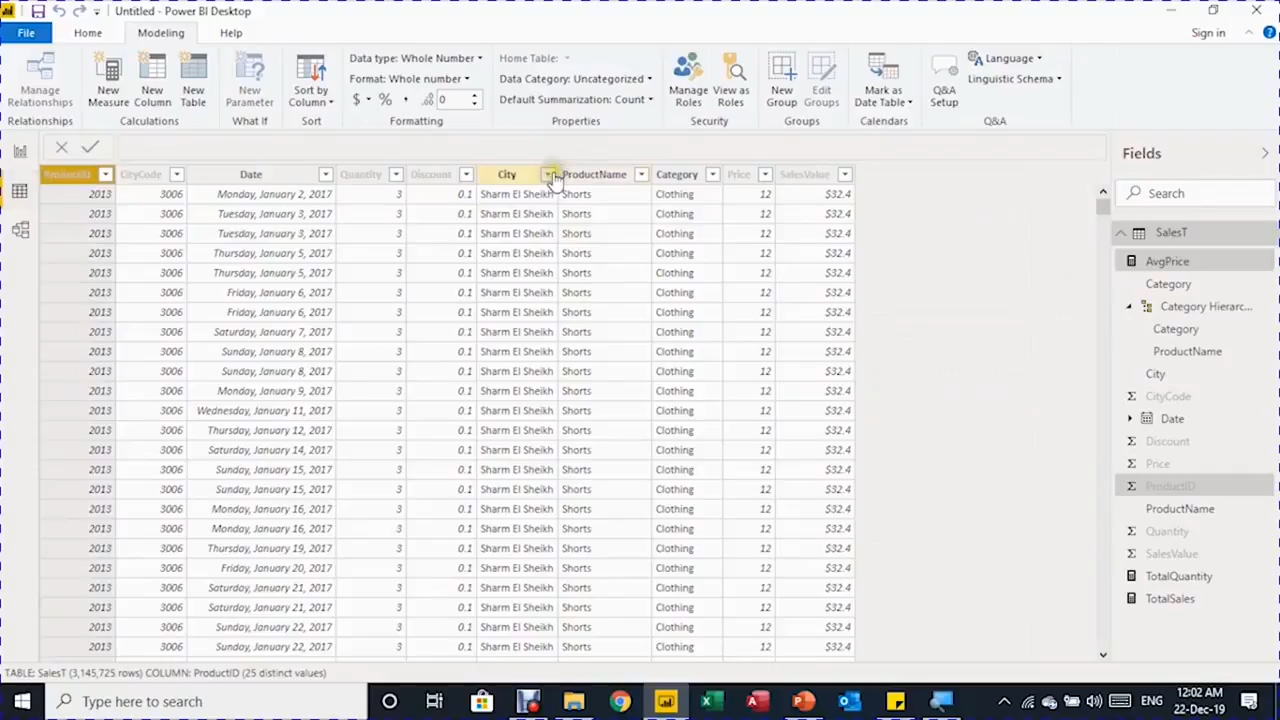 Untitled - Power BI Desktop
File Home Modeling Help Sign in
Manage Relationships
New Measure
New Column
New Table
New Parameter
Sort by Column
Data type: Whole Number
Format: Whole number
$ % , .00 0
Home Table:
Data Category: Uncategorized
Default Summarization: Count
Manage Roles
View as Roles
New Group
Edit Groups
Mark as Date Table
Q&A Setup
Language
Linguistic Schema
Relationships Calculations What If Sort Formatting Properties Security Groups Calendars Q&A
ProductID CityCode Date Quantity Discount City ProductName Category Price SalesValue
2013 3006 Monday, January 2, 2017 3 0.1 Sharm El Sheikh Shorts Clothing 12 $32.4
2013 3006 Tuesday, January 3, 2017 3 0.1 Sharm El Sheikh Shorts Clothing 12 $32.4
2013 3006 Tuesday, January 3, 2017 3 0.1 Sharm El Sheikh Shorts Clothing 12 $32.4
2013 3006 Thursday, January 5, 2017 3 0.1 Sharm El Sheikh Shorts Clothing 12 $32.4
2013 3006 Thursday, January 5, 2017 3 0.1 Sharm El Sheikh Shorts Clothing 12 $32.4
2013 3006 Friday, January 6, 2017 3 0.1 Sharm El Sheikh Shorts Clothing 12 $32.4
2013 3006 Friday, January 6, 2017 3 0.1 Sharm El Sheikh Shorts Clothing 12 $32.4
2013 3006 Saturday, January 7, 2017 3 0.1 Sharm El Sheikh Shorts Clothing 12 $32.4
2013 3006 Sunday, January 8, 2017 3 0.1 Sharm El Sheikh Shorts Clothing 12 $32.4
2013 3006 Sunday, January 8, 2017 3 0.1 Sharm El Sheikh Shorts Clothing 12 $32.4
2013 3006 Monday, January 9, 2017 3 0.1 Sharm El Sheikh Shorts Clothing 12 $32.4
2013 3006 Wednesday, January 11, 2017 3 0.1 Sharm El Sheikh Shorts Clothing 12 $32.4
2013 3006 Thursday, January 12, 2017 3 0.1 Sharm El Sheikh Shorts Clothing 12 $32.4
2013 3006 Saturday, January 14, 2017 3 0.1 Sharm El Sheikh Shorts Clothing 12 $32.4
2013 3006 Sunday, January 15, 2017 3 0.1 Sharm El Sheikh Shorts Clothing 12 $32.4
2013 3006 Sunday, January 15, 2017 3 0.1 Sharm El Sheikh Shorts Clothing 12 $32.4
2013 3006 Monday, January 16, 2017 3 0.1 Sharm El Sheikh Shorts Clothing 12 $32.4
2013 3006 Monday, January 16, 2017 3 0.1 Sharm El Sheikh Shorts Clothing 12 $32.4
2013 3006 Thursday, January 19, 2017 3 0.1 Sharm El Sheikh Shorts Clothing 12 $32.4
2013 3006 Friday, January 20, 2017 3 0.1 Sharm El Sheikh Shorts Clothing 12 $32.4
2013 3006 Saturday, January 21, 2017 3 0.1 Sharm El Sheikh Shorts Clothing 12 $32.4
2013 3006 Saturday, January 21, 2017 3 0.1 Sharm El Sheikh Shorts Clothing 12 $32.4
2013 3006 Sunday, January 22, 2017 3 0.1 Sharm El Sheikh Shorts Clothing 12 $32.4
2013 3006 Sunday, January 22, 2017 3 0.1 Sharm El Sheikh Shorts Clothing 12 $32.4
Fields
Search
SalesT
AvgPrice
Category
Category Hierarc...
Category
ProductName
City
CityCode
Date
Discount
Price
ProductID
ProductName
Quantity
SalesValue
TotalQuantity
TotalSales
TABLE: SalesT (3,145,725 rows) COLUMN: ProductID (25 distinct values)
Type here to search
ENG
12:02 AM
22-Dec-19